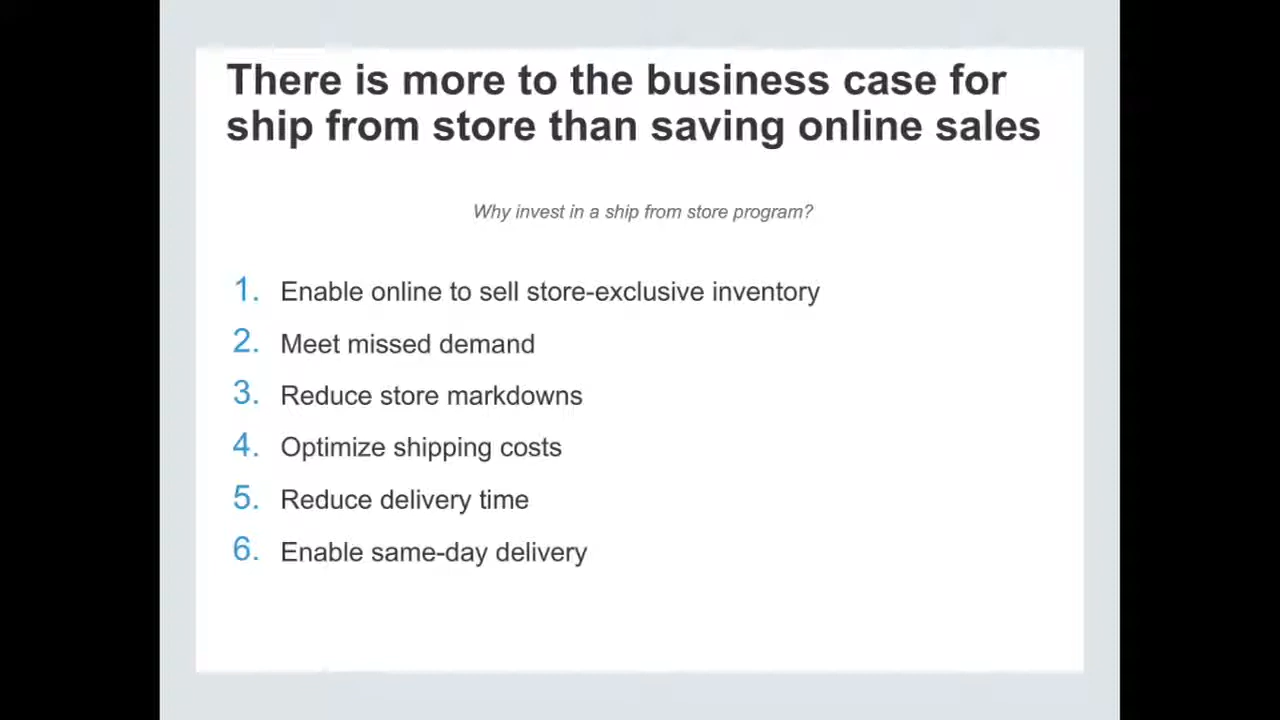 There is more to the business case for
ship from store than saving online sales
Why invest in a ship from store program?
1. Enable online to sell store-exclusive inventory
2. Meet missed demand
3. Reduce store markdowns
4. Optimize shipping costs
5. Reduce delivery time
6. Enable same-day delivery